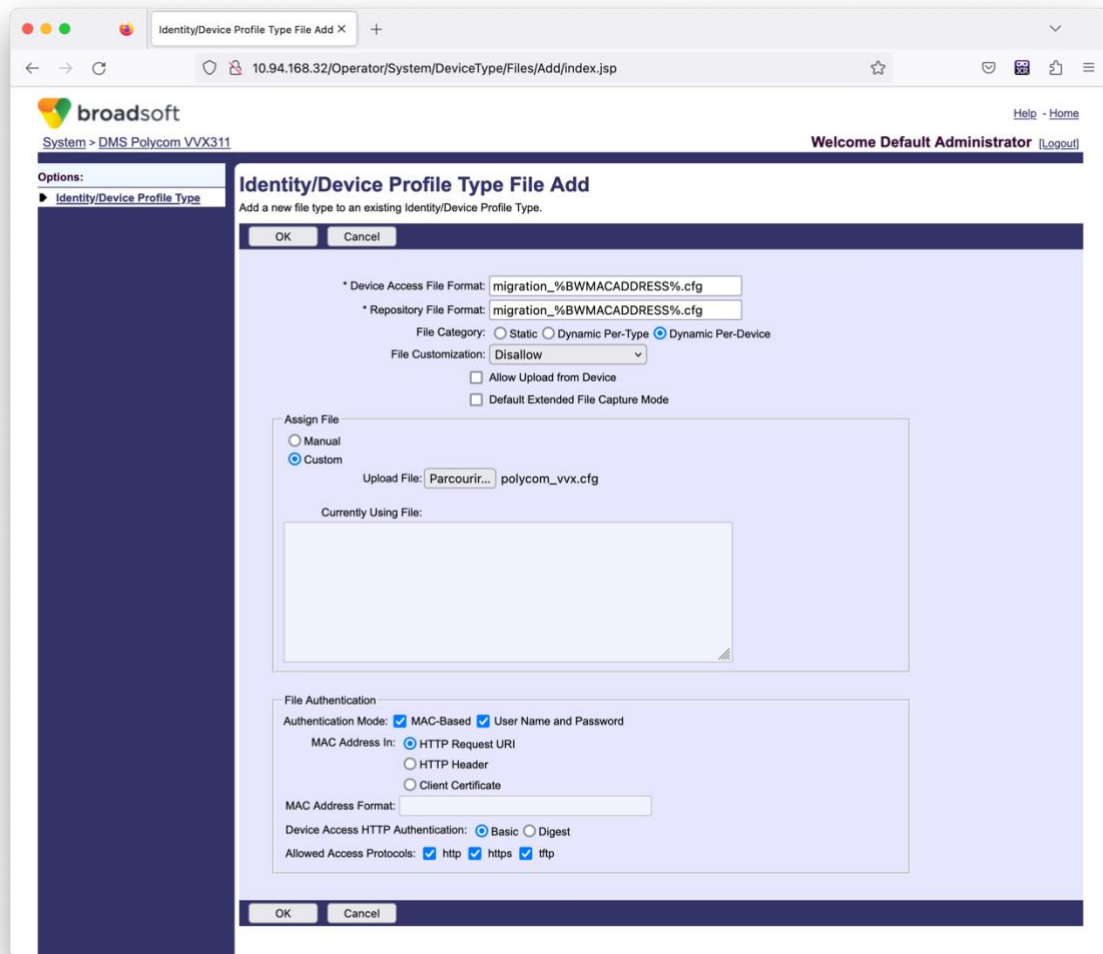 Identity/Device Profile Type File Add
10.94.168.32/Operator/System/DeviceType/Files/Add/index.jsp
broadsoft
Help - Home
System > DMS Polycom VVX311
Welcome Default Administrator [Logout]
Options:
Identity/Device Profile Type
Identity/Device Profile Type File Add
Add a new file type to an existing Identity/Device Profile Type.
OK Cancel
* Device Access File Format: migration_%BWMACADDRESS%.cfg
* Repository File Format: migration_%BWMACADDRESS%.cfg
File Category: Static Dynamic Per-Type Dynamic Per-Device
File Customization: Disallow
Allow Upload from Device
Default Extended File Capture Mode
Assign File
Manual
Custom
Upload File: Parcourir... polycom_vvx.cfg
Currently Using File:
File Authentication
Authentication Mode: MAC-Based User Name and Password
MAC Address In: HTTP Request URI
HTTP Header
Client Certificate
MAC Address Format:
Device Access HTTP Authentication: Basic Digest
Allowed Access Protocols: http https tftp
OK Cancel